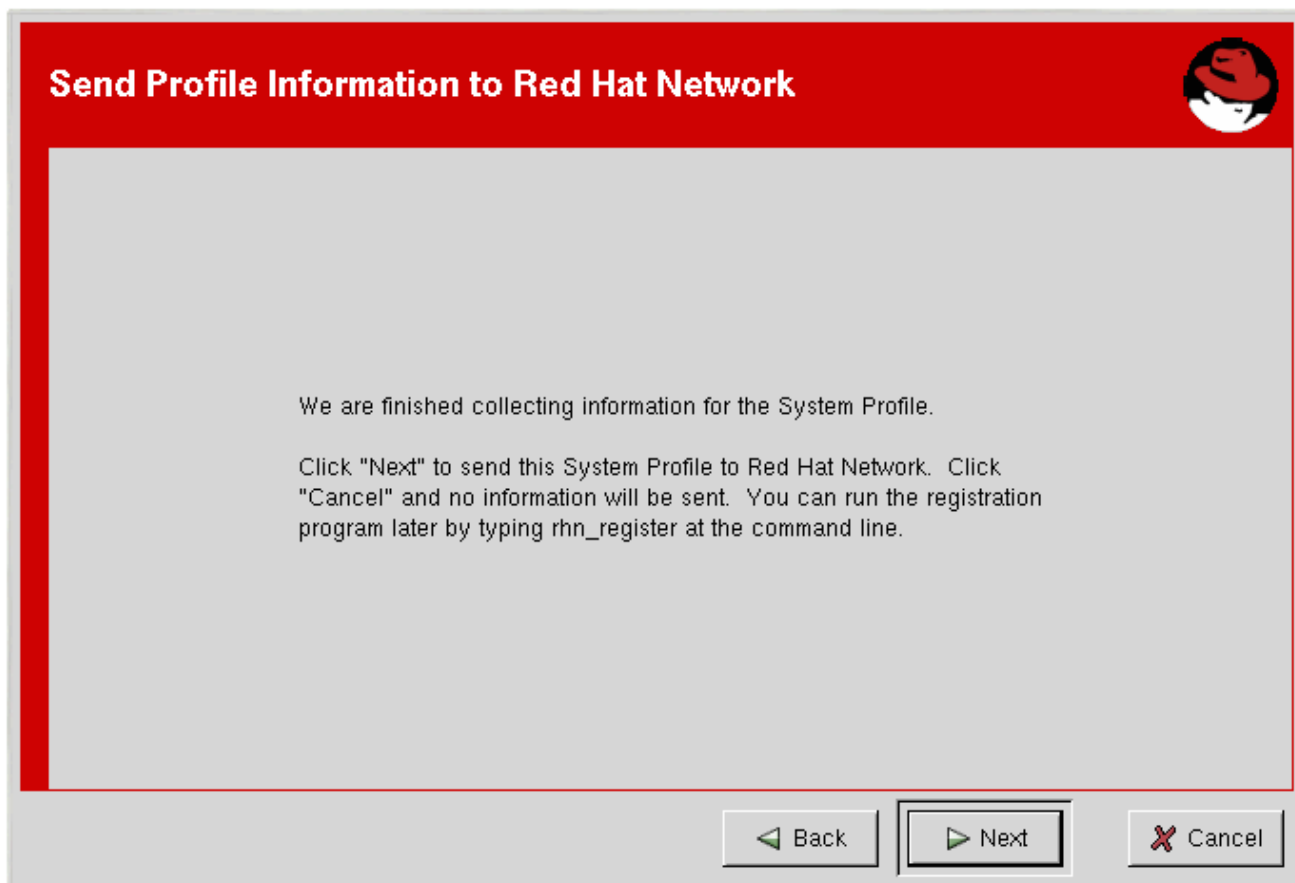 Send Profile Information to Red Hat Network
We are finished collecting information for the System Profile.
Click "Next" to send this System Profile to Red Hat Network.  Click
"Cancel" and no information will be sent.  You can run the registration
program later by typing rhn_register at the command line.
Back
Next
Cancel